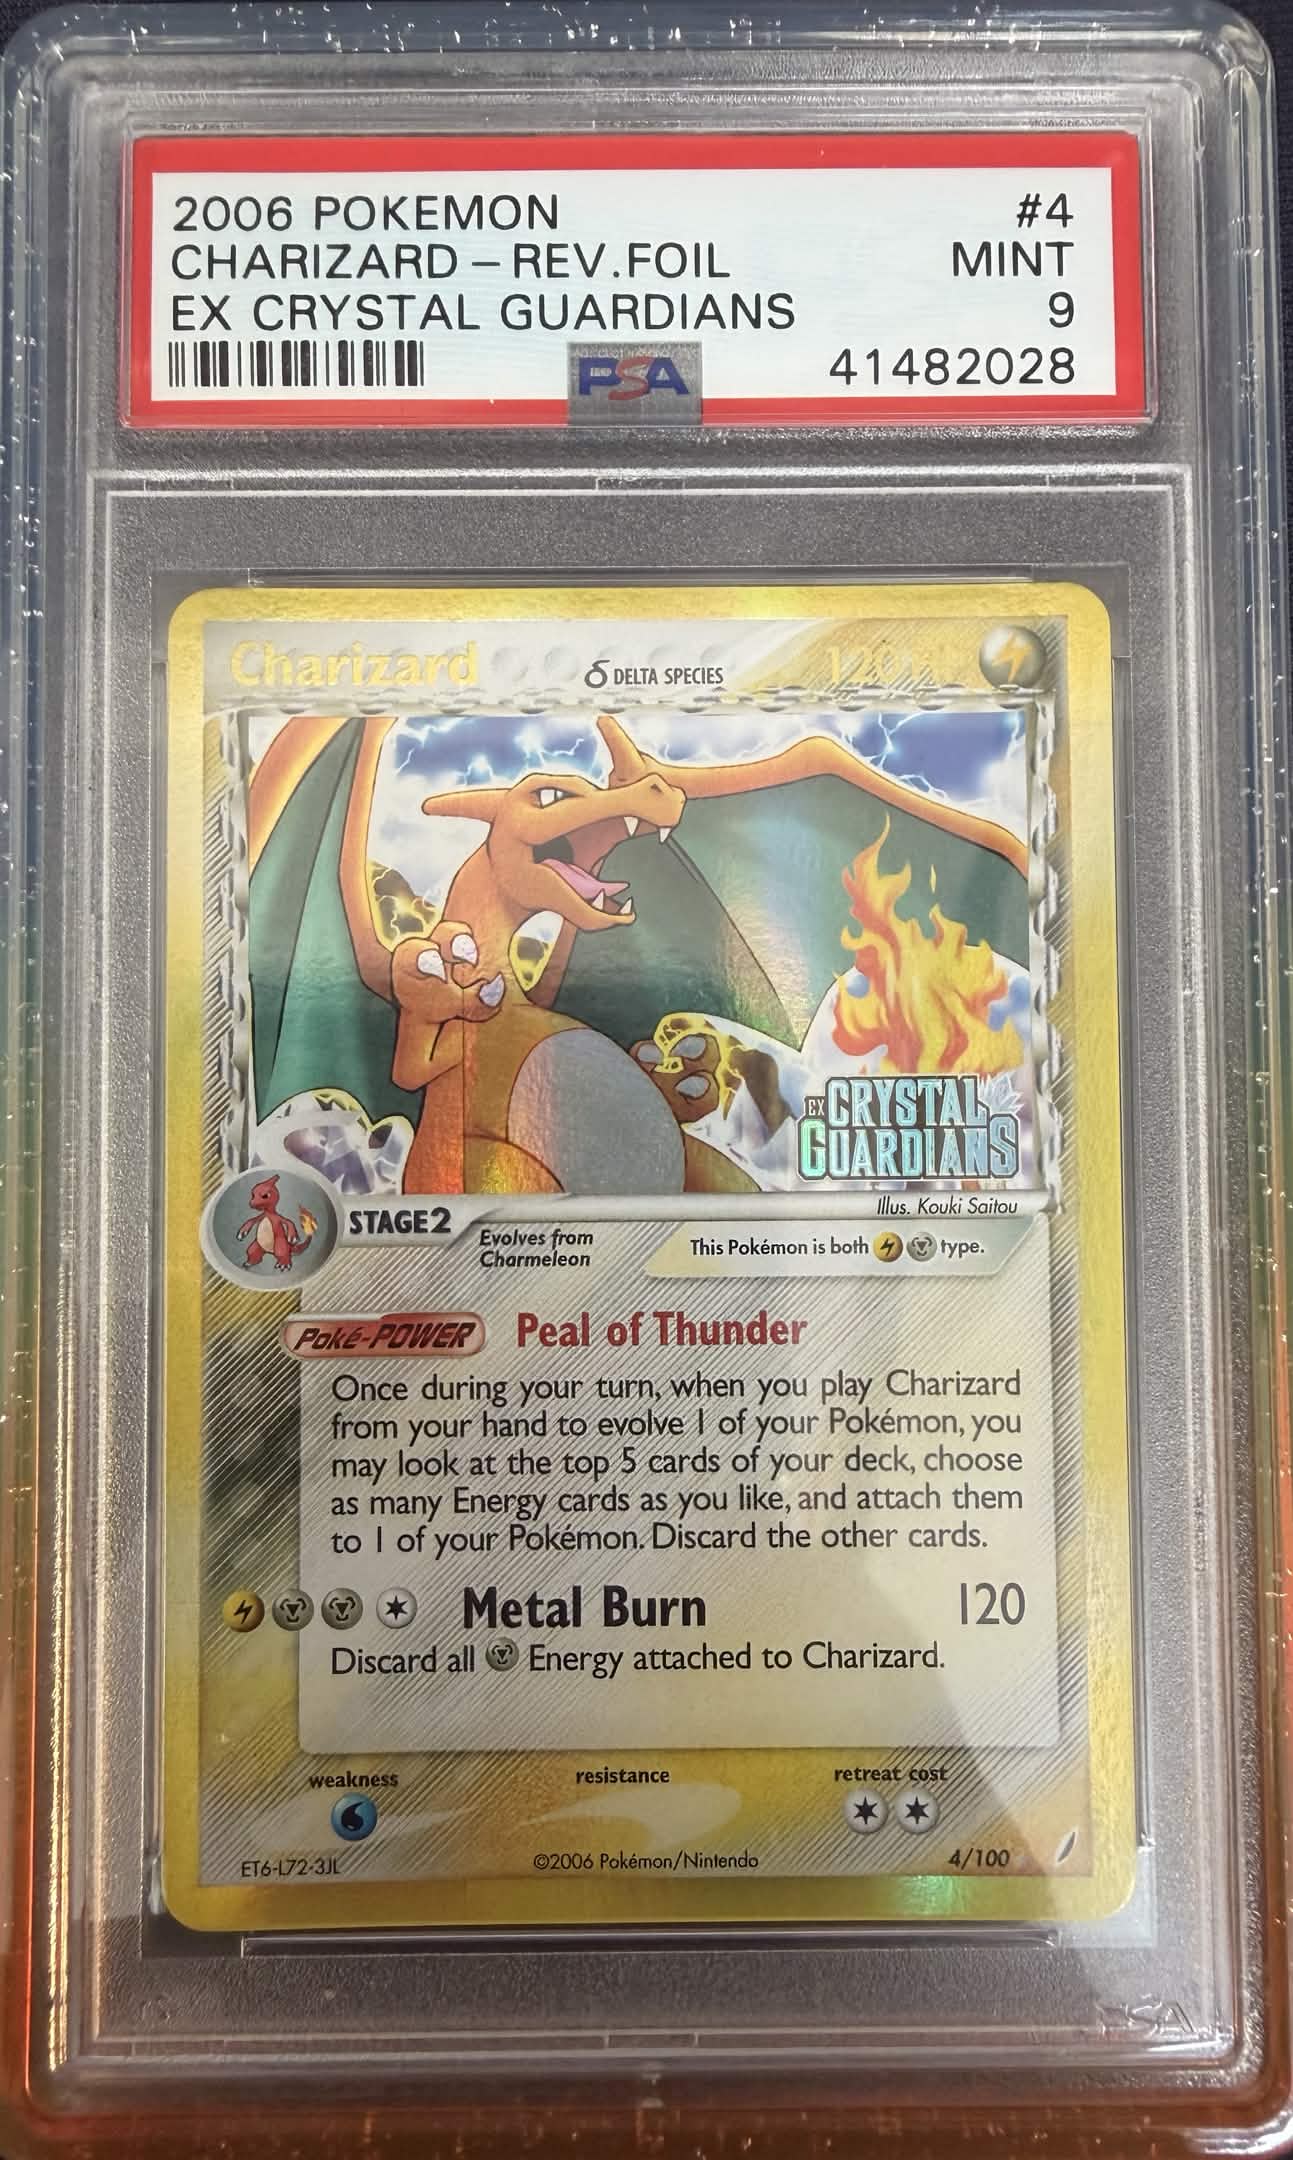 2006 POKEMON #4
CHARIZARD - REV.FOIL MINT
EX CRYSTAL GUARDIANS 9
PSA 41482028
Charizard δ DELTA SPECIES 120
EX CRYSTAL
GUARDIANS
Illus. Kouki Saitou
STAGE2
Evolves from
Charmeleon
This Pokémon is both type.
Poké-POWER Peal of Thunder
Once during your turn, when you play Charizard
from your hand to evolve 1 of your Pokémon, you
may look at the top 5 cards of your deck, choose
as many Energy cards as you like, and attach them
to 1 of your Pokémon. Discard the other cards.
Metal Burn 120
Discard all Energy attached to Charizard.
weakness resistance retreat cost
ET6-L72-3JL ©2006 Pokémon/Nintendo 4/100
PSA